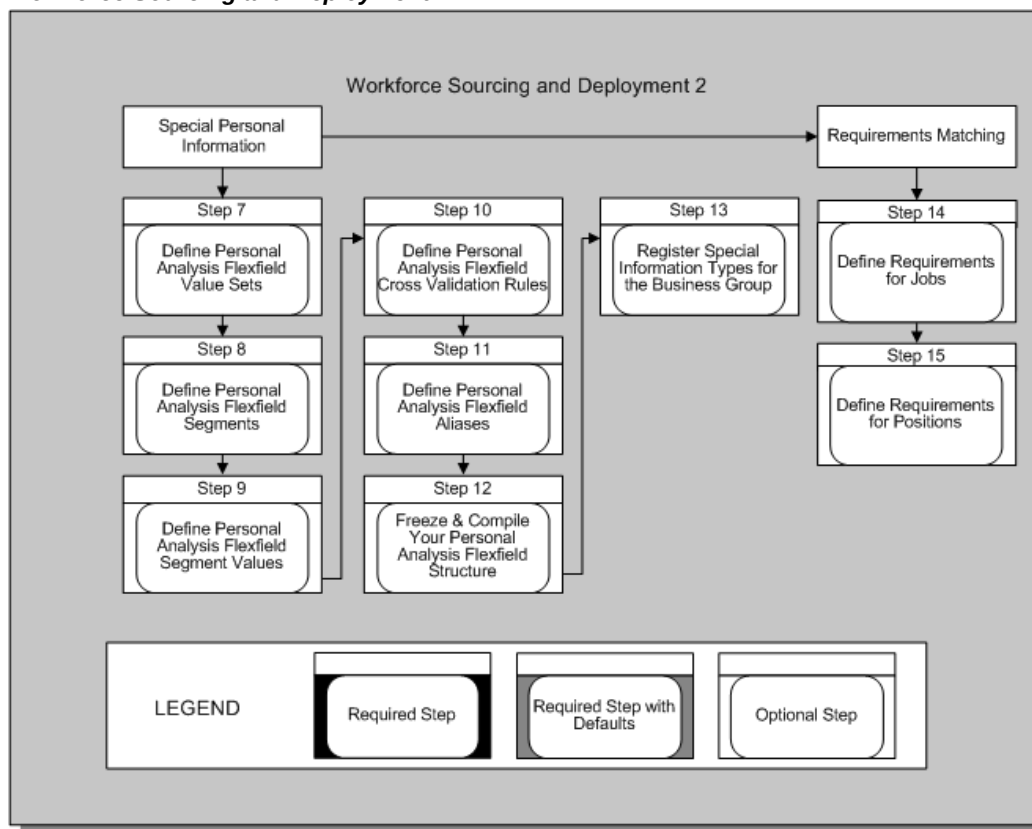 Workforce Sourcing and Deployment 2
Special Personal
Information
Requirements Matching
Step 7
Define Personal
Analysis Flexfield
Value Sets
Step 8
Define Personal
Analysis Flexfield
Segments
Step 9
Define Personal
Analysis Flexfield
Segment Values
Step 10
Define Personal
Analysis Flexfield
Cross Validation Rules
Step 11
Define Personal
Analysis Flexfield
Aliases
Step 12
Freeze & Compile
Your Personal
Analysis Flexfield
Structure
Step 13
Register Special
Information Types for
the Business Group
Step 14
Define Requirements
for Jobs
Step 15
Define Requirements
for Positions
LEGEND
Required Step
Required Step with
Defaults
Optional Step